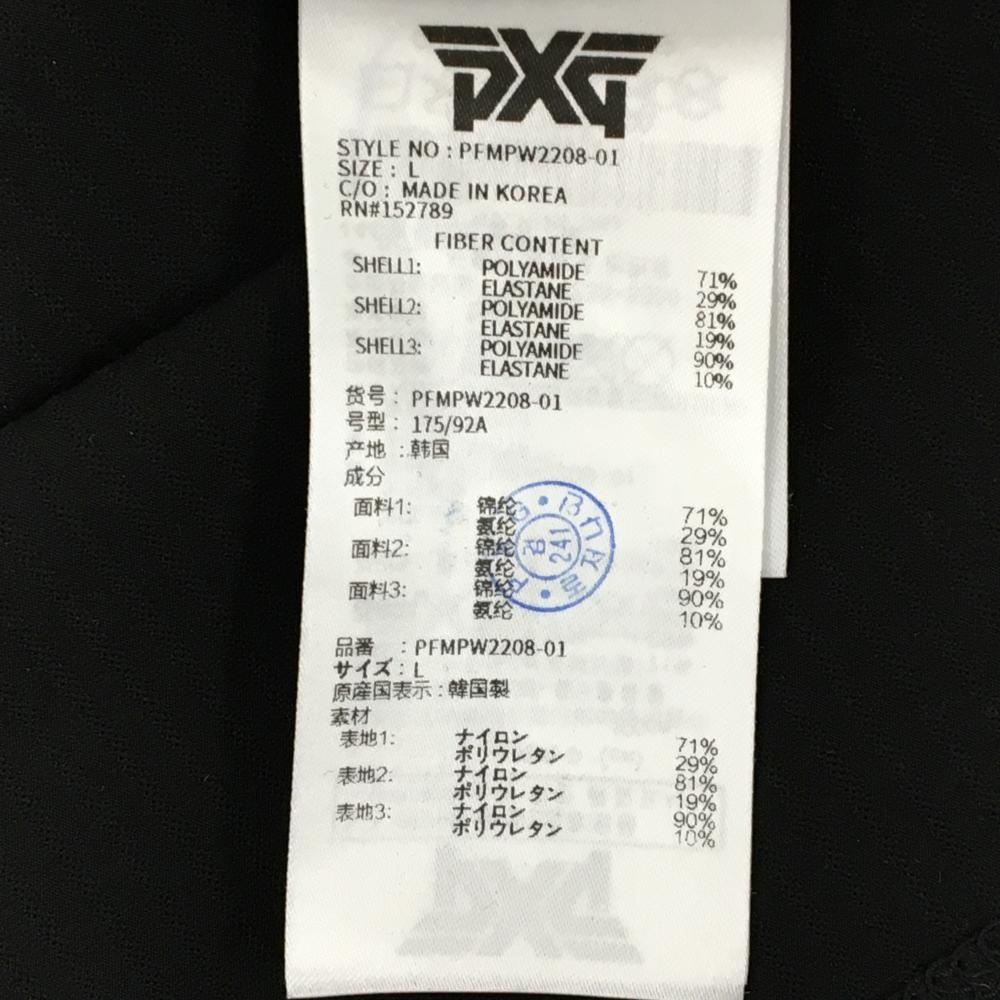 PXG
STYLE NO : PFMPW2208-01
SIZE : L
C/O : MADE IN KOREA
RN#152789
FIBER CONTENT
SHELL1: POLYAMIDE 71%
ELASTANE 29%
SHELL2: POLYAMIDE 81%
ELASTANE 19%
SHELL3: POLYAMIDE 90%
ELASTANE 10%
货号 : PFMPW2208-01
号型 : 175/92A
产地 : 韩国
成分
面料1: 锦纶 71%
氨纶 29%
面料2: 锦纶 81%
氨纶 19%
面料3: 锦纶 90%
氨纶 10%
品番 : PFMPW2208-01
サイズ : L
原産国表示 : 韓国製
素材
表地1: ナイロン 71%
ポリウレタン 29%
表地2: ナイロン 81%
ポリウレタン 19%
表地3: ナイロン 90%
ポリウレタン 10%
241